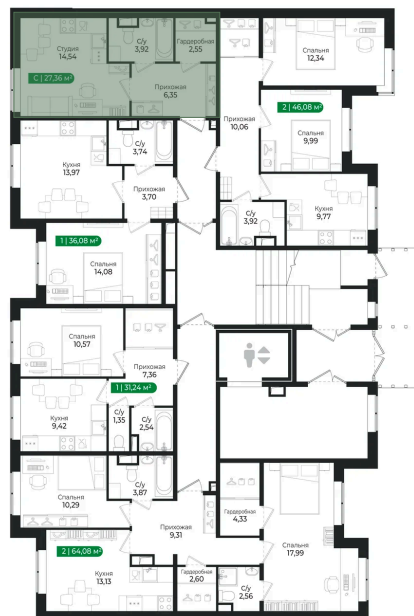 Студия
14,54
С/у
3,92
Гардеробная
2,55
С | 27,36 м²
Прихожая
6,35
Спальня
12,34
2 | 46,08 м²
9,99
Прихожая
10,06
Кухня
13,97
С/у
3,74
Прихожая
3,70
С/у
3,92
Кухня
9,77
1 | 36,08 м²
Спальня
14,08
Спальня
10,57
Прихожая
7,36
1 | 31,24 м²
Кухня
9,42
С/у
1,35
С/у
2,54
Спальня
10,29
С/у
3,87
Прихожая
9,31
Гардеробная
4,33
Спальня
17,99
2 | 64,08 м²
Кухня
13,13
Гардеробная
2,60
С/у
2,56